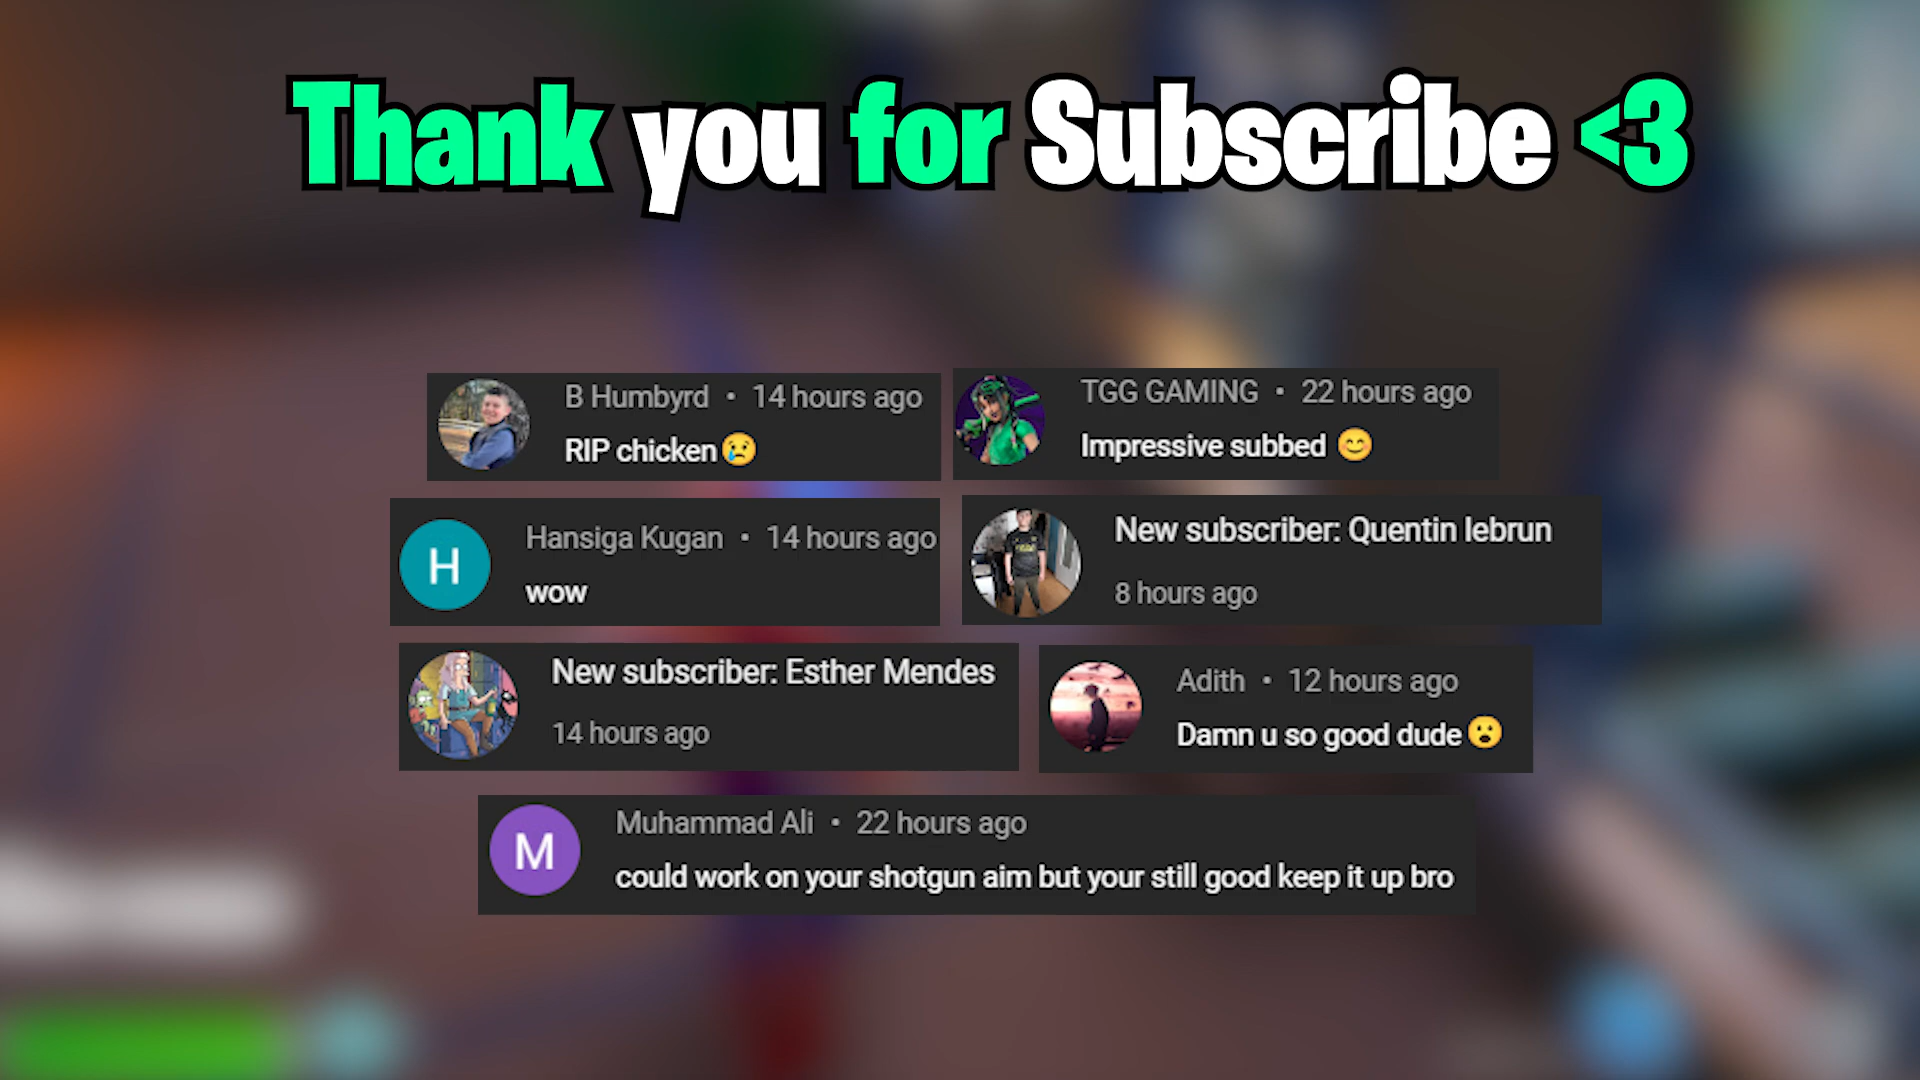 Thank you for Subscribe <3
B Humbyrd • 14 hours ago
RIP chicken😢
TGG GAMING • 22 hours ago
Impressive subbed 😊
H
Hansiga Kugan • 14 hours ago
wow
New subscriber: Quentin lebrun
8 hours ago
New subscriber: Esther Mendes
14 hours ago
Adith • 12 hours ago
Damn u so good dude😮
M
Muhammad Ali • 22 hours ago
could work on your shotgun aim but your still good keep it up bro